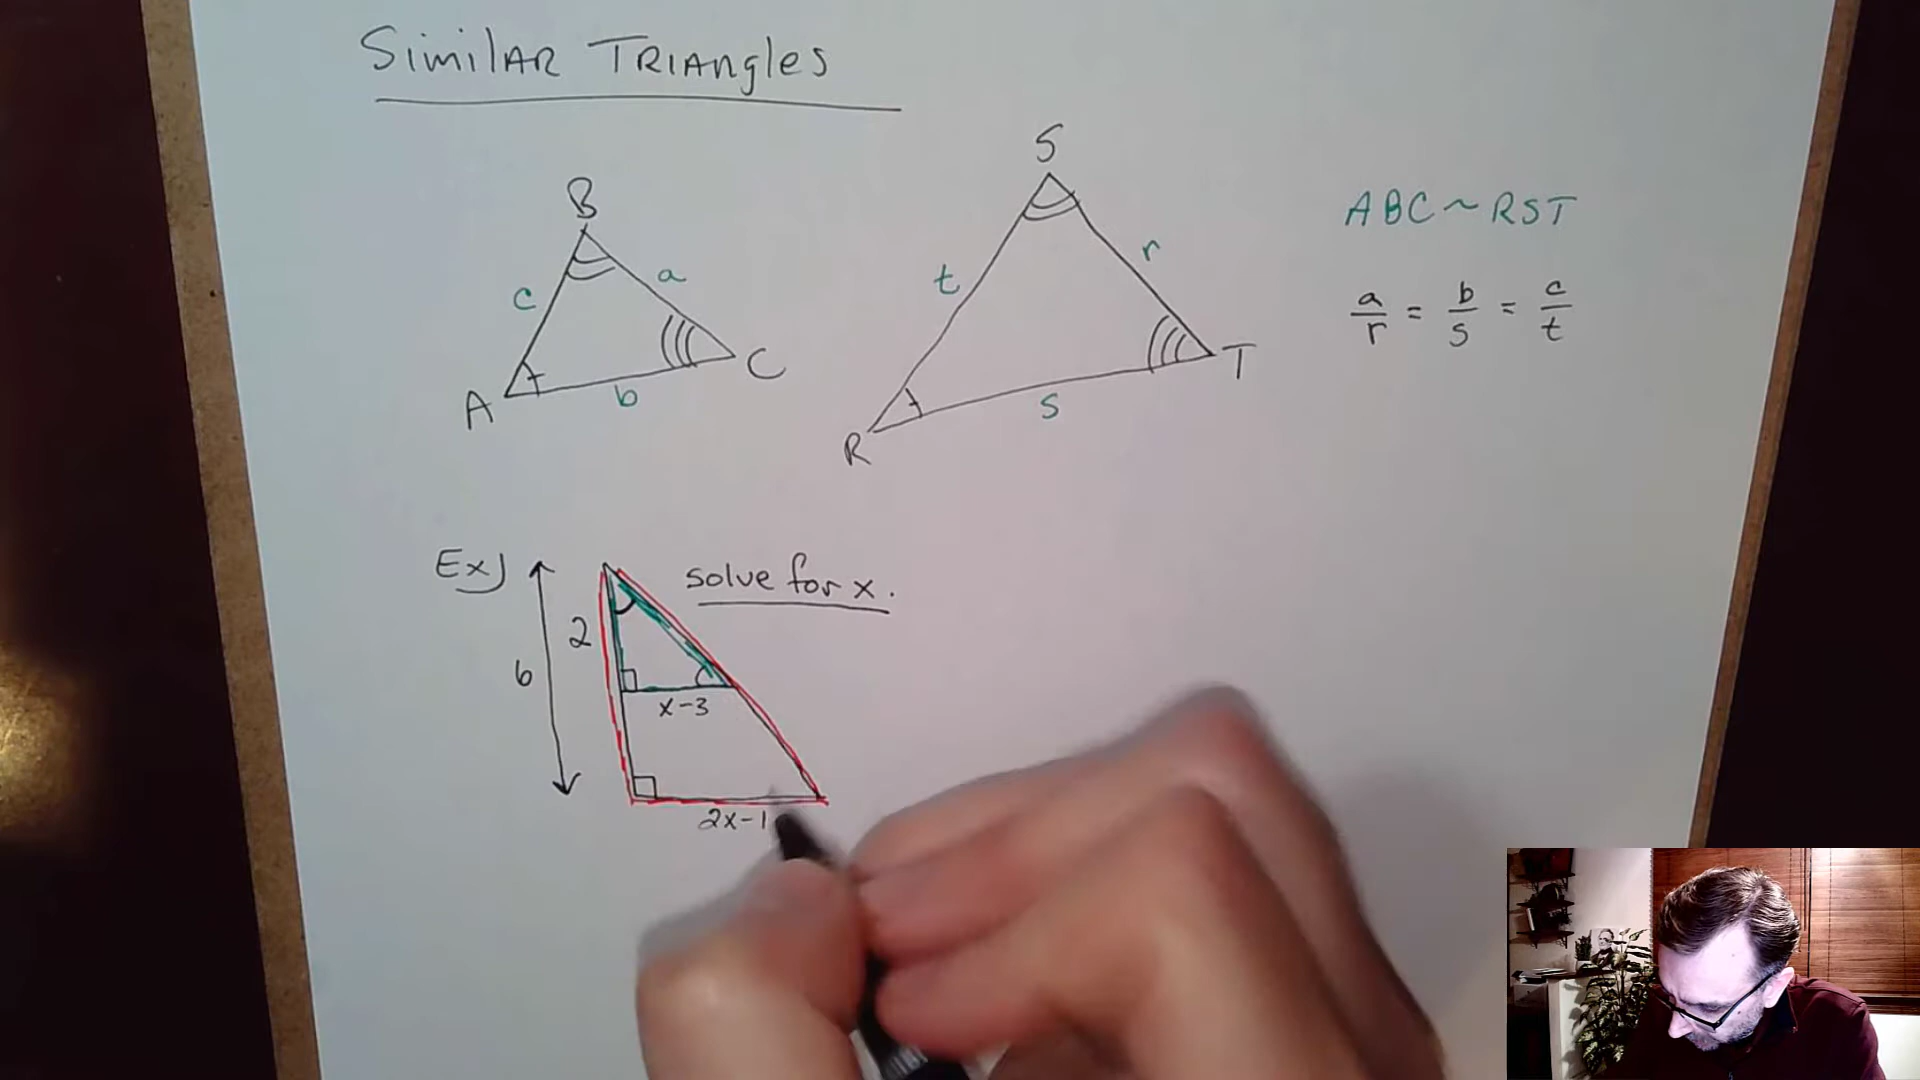 SimilAR TRIAngles
B
S
c
a
A
b
C
t
r
R
s
T
ABC ~ RST
a/r = b/s = c/t
Ex)
solve for x.
2
6
x-3
2x-1